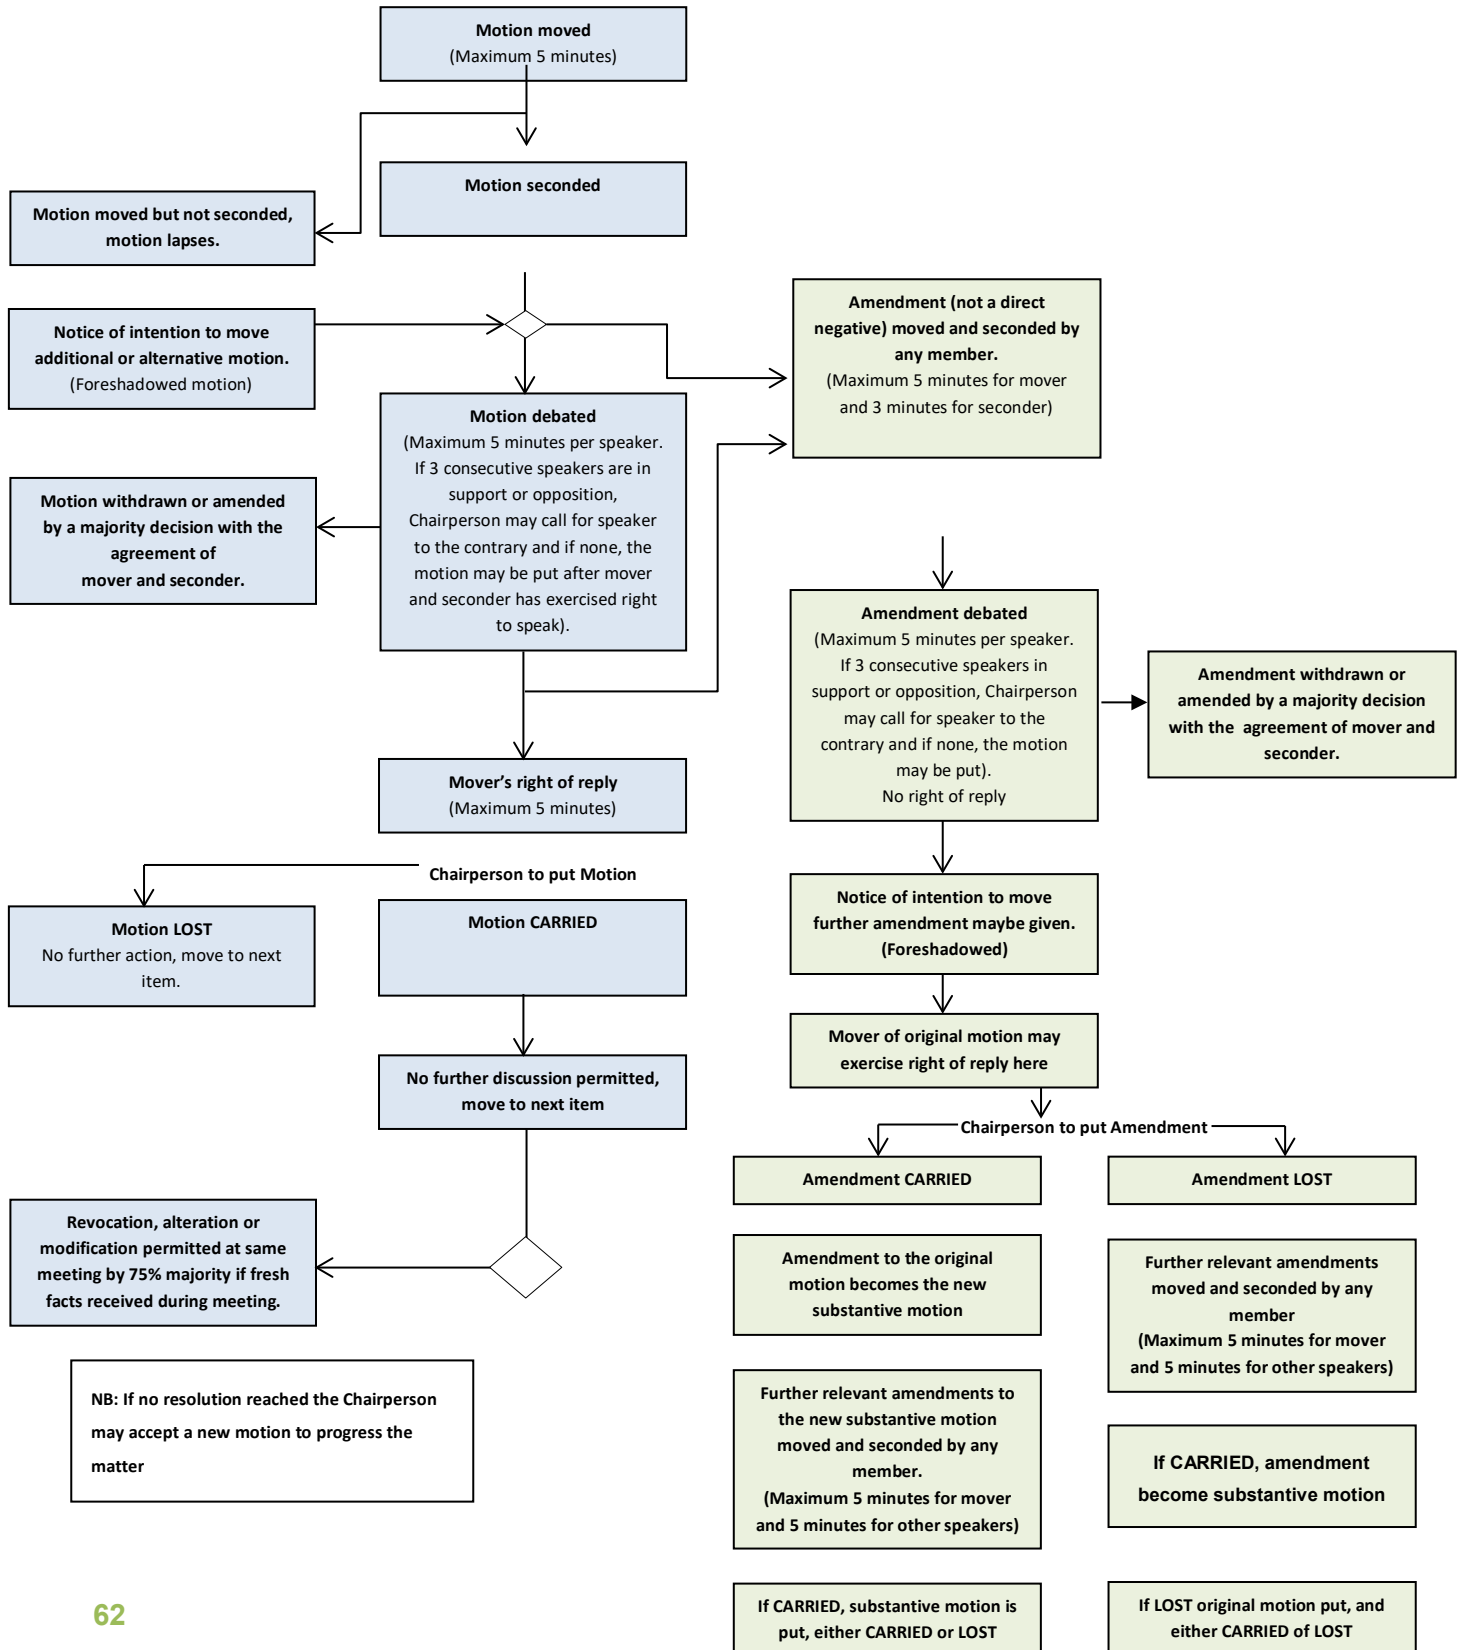 Motion moved
(Maximum 5 minutes)
Motion seconded
Motion moved but not seconded,
motion lapses.
Notice of intention to move
additional or alternative motion.
(Foreshadowed motion)
Amendment (not a direct
negative) moved and seconded by
any member.
(Maximum 5 minutes for mover
and 3 minutes for seconder)
Motion debated
(Maximum 5 minutes per speaker.
If 3 consecutive speakers are in
support or opposition,
Chairperson may call for speaker
to the contrary and if none, the
motion may be put after mover
and seconder has exercised right
to speak).
Motion withdrawn or amended
by a majority decision with the
agreement of
mover and seconder.
Amendment debated
(Maximum 5 minutes per speaker.
If 3 consecutive speakers in
support or opposition, Chairperson
may call for speaker to the
contrary and if none, the motion
may be put).
No right of reply
Amendment withdrawn or
amended by a majority decision
with the agreement of mover and
seconder.
Mover's right of reply
(Maximum 5 minutes)
Chairperson to put Motion
Motion LOST
No further action, move to next
item.
Motion CARRIED
Notice of intention to move
further amendment maybe given.
(Foreshadowed)
Mover of original motion may
exercise right of reply here
No further discussion permitted,
move to next item
Chairperson to put Amendment
Amendment CARRIED
Amendment LOST
Revocation, alteration or
modification permitted at same
meeting by 75% majority if fresh
facts received during meeting.
Amendment to the original
motion becomes the new
substantive motion
Further relevant amendments
moved and seconded by any
member
(Maximum 5 minutes for mover
and 5 minutes for other speakers)
NB: If no resolution reached the Chairperson
may accept a new motion to progress the
matter
Further relevant amendments to
the new substantive motion
moved and seconded by any
member.
(Maximum 5 minutes for mover
and 5 minutes for other speakers)
If CARRIED, amendment
become substantive motion
If CARRIED, substantive motion is
put, either CARRIED or LOST
If LOST original motion put, and
either CARRIED of LOST
62